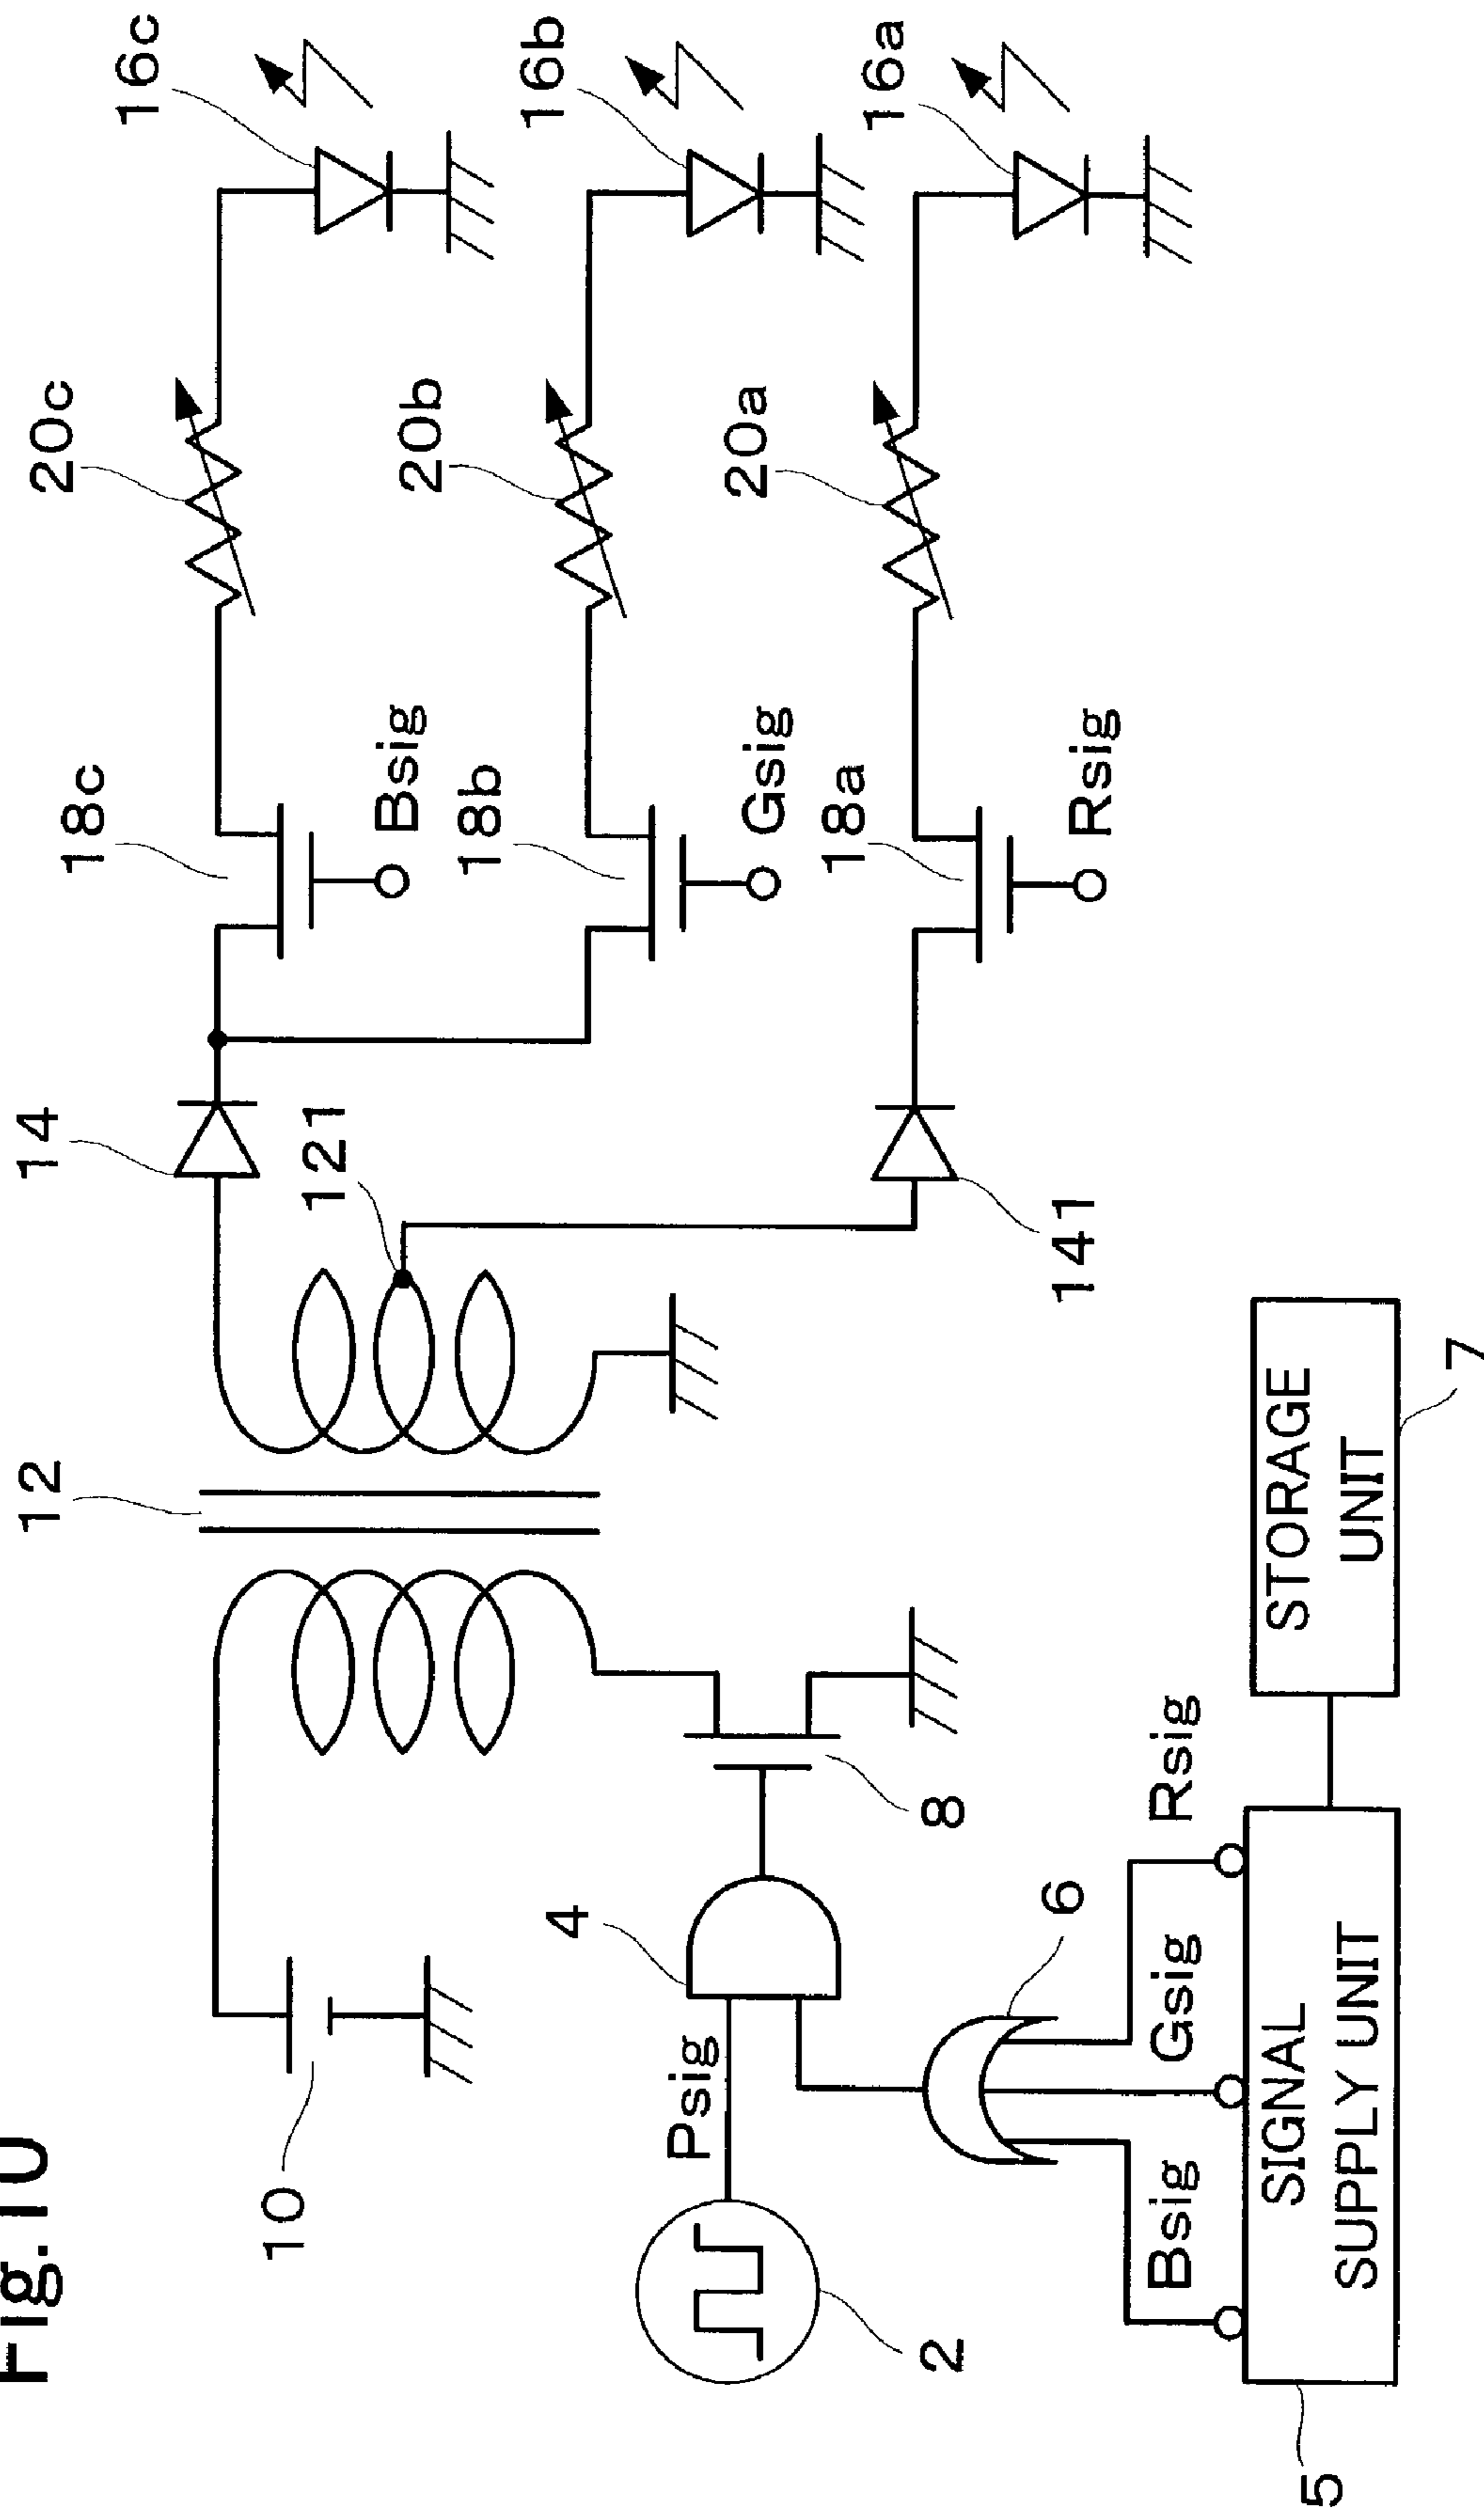 Fig. 10
14
12
121
18c
20c
16c
10
Bsig
18b
20b
16b
Gsig
4
Psig
18a
20a
16a
141
Rsig
2
8
6
Bsig
Gsig
Rsig
5
SIGNAL
SUPPLY UNIT
STORAGE
UNIT
7